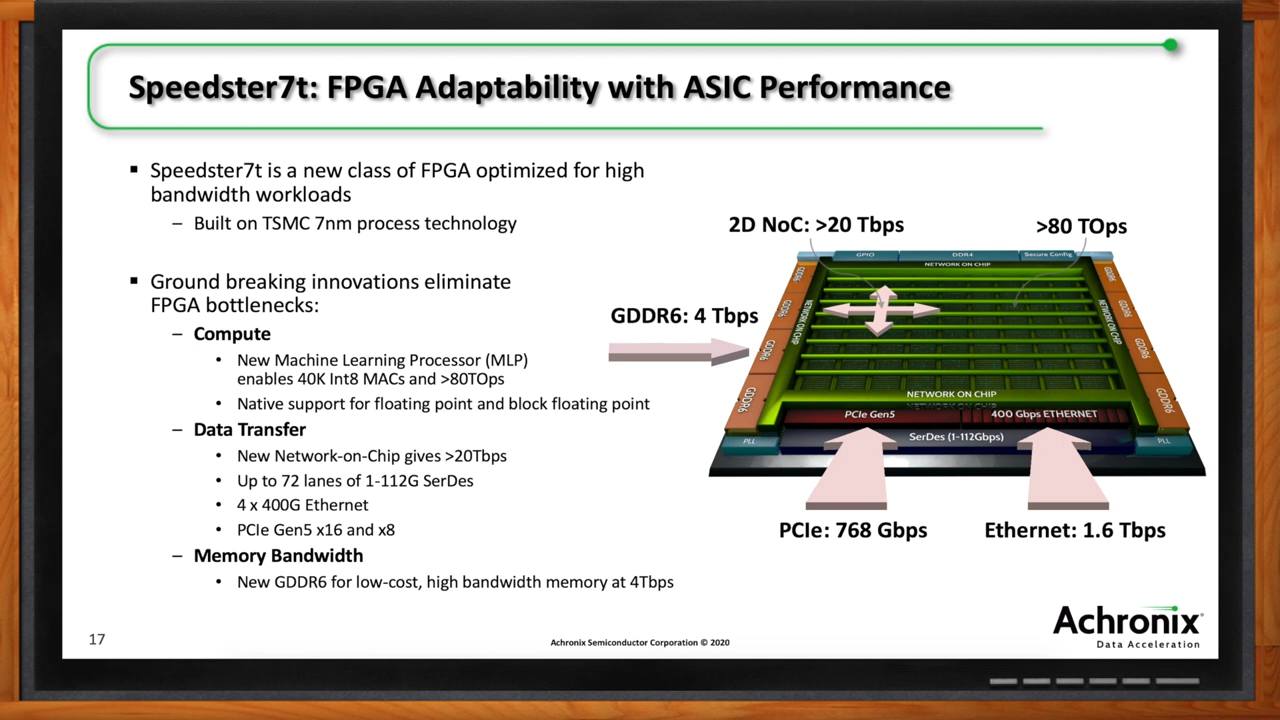 Speedster7t: FPGA Adaptability with ASIC Performance
▪ Speedster7t is a new class of FPGA optimized for high
bandwidth workloads
– Built on TSMC 7nm process technology
▪ Ground breaking innovations eliminate
FPGA bottlenecks:
– Compute
• New Machine Learning Processor (MLP)
enables 40K Int8 MACs and >80TOps
• Native support for floating point and block floating point
– Data Transfer
• New Network-on-Chip gives >20Tbps
• Up to 72 lanes of 1-112G SerDes
• 4 x 400G Ethernet
• PCIe Gen5 x16 and x8
– Memory Bandwidth
• New GDDR6 for low-cost, high bandwidth memory at 4Tbps
2D NoC: >20 Tbps
>80 TOps
GDDR6: 4 Tbps
GPIO
DDR4
Secure Config
NETWORK ON CHIP
GDDR6
GDDR6
GDDR6
GDDR6
NETWORK ON CHIP
NETWORK ON CHIP
GDDR6
GDDR6
GDDR6
GDDR6
NETWORK ON CHIP
NETWORK ON CHIP
PCIe Gen5
400 Gbps ETHERNET
PLL
SerDes (1-112Gbps)
PLL
PCIe: 768 Gbps
Ethernet: 1.6 Tbps
17
Achronix Semiconductor Corporation © 2020
Achronix®
Data Acceleration